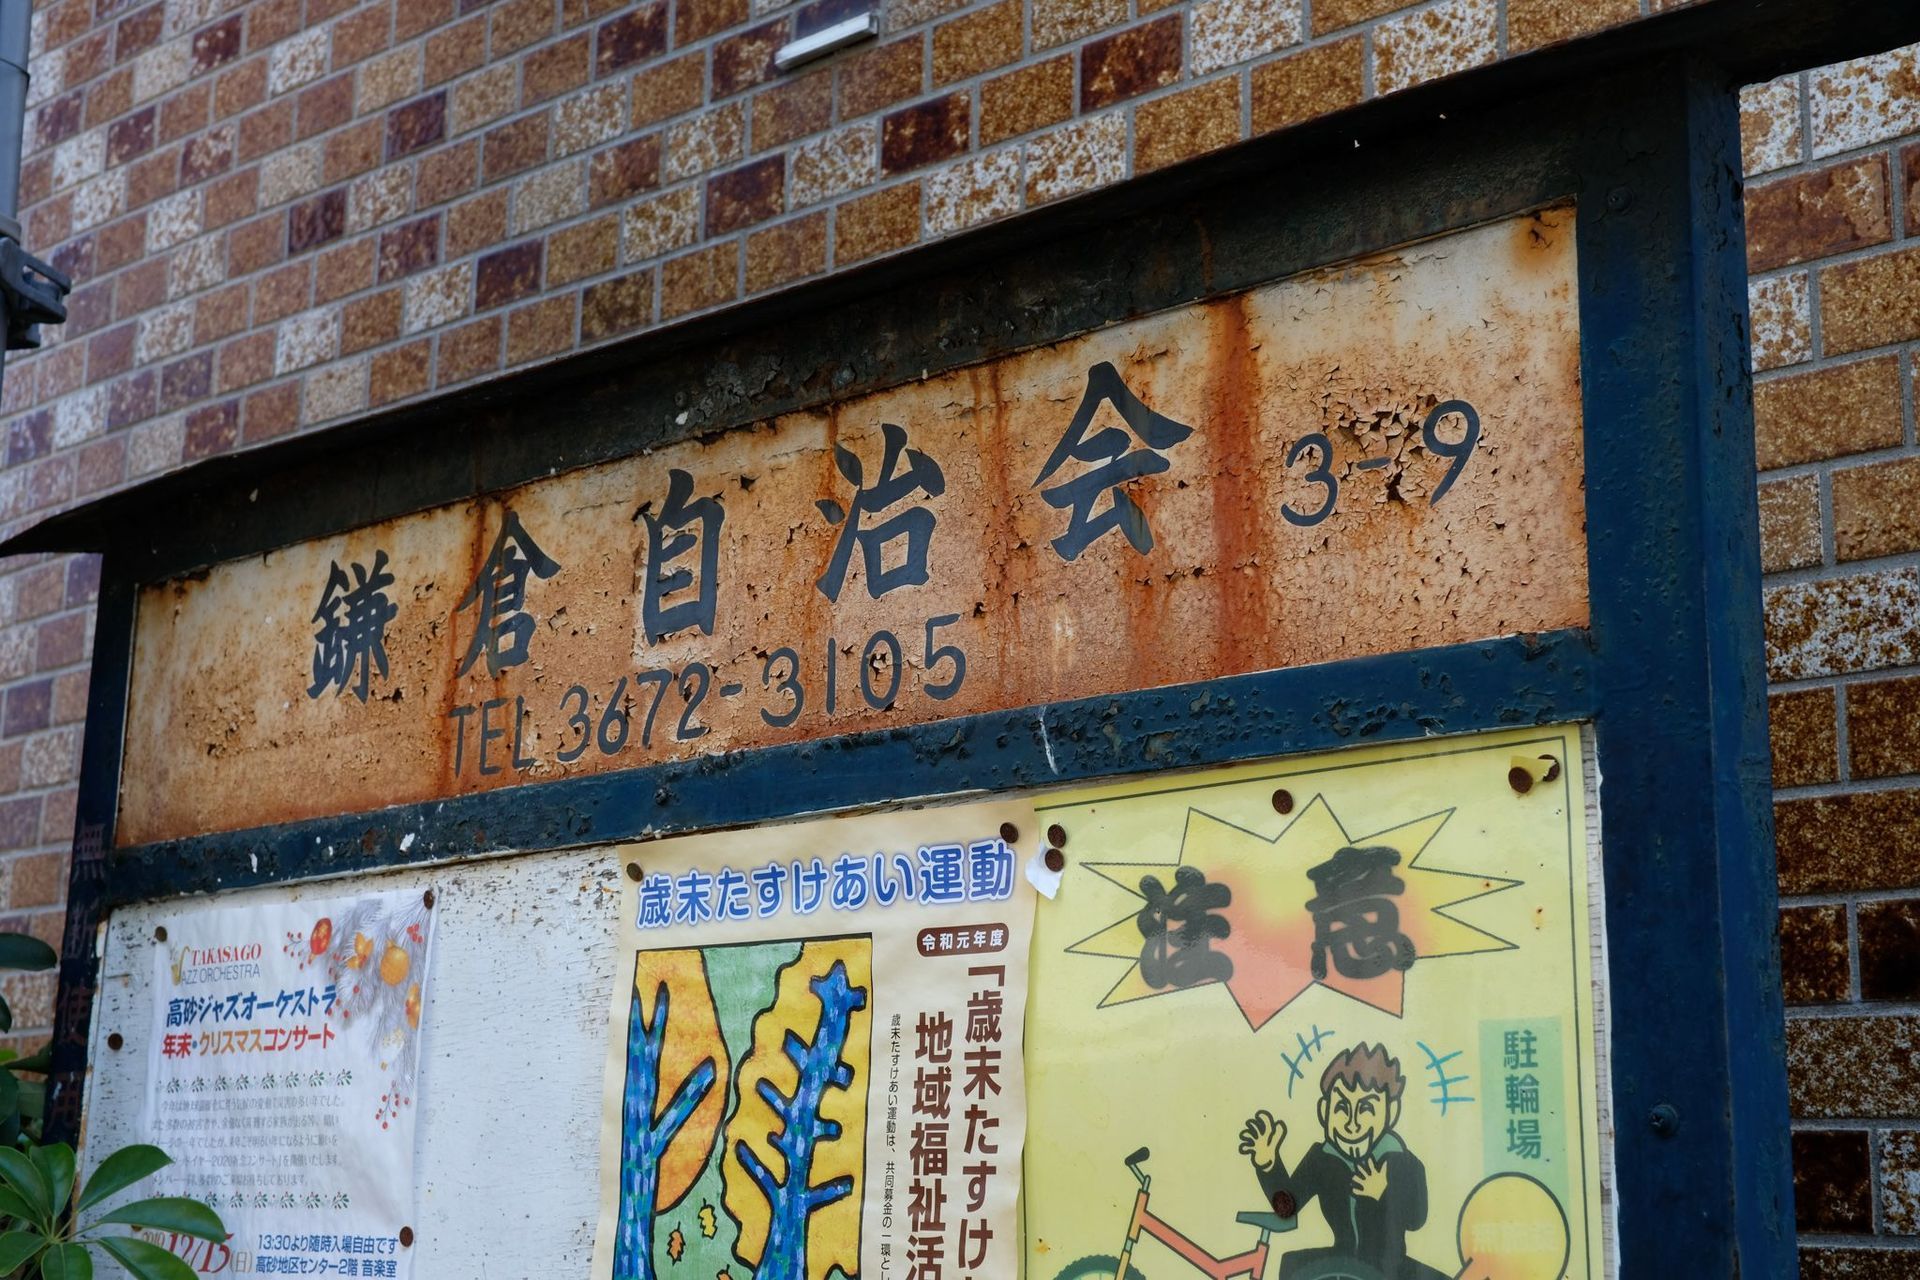 鎌倉自治会 3-9
TEL 3672-3105
無断使用
TAKASAGO
JAZZ ORCHESTRA
高砂ジャズオーケストラ
年末・クリスマスコンサート
2019 12/15(日)
13:30より随時入場自由です
高砂地区センター2階 音楽室
歳末たすけあい運動
令和元年度
「歳末たすけ
地域福祉活
歳末たすけあい運動は、共同募金の一環とし
注意
駐輪場